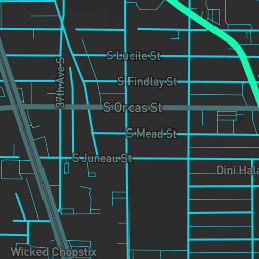 S Lucile St
S Findlay St
37th Ave S
S Orcas St
S Mead St
S Juneau St
Dini Hala
Wicked Chopstix